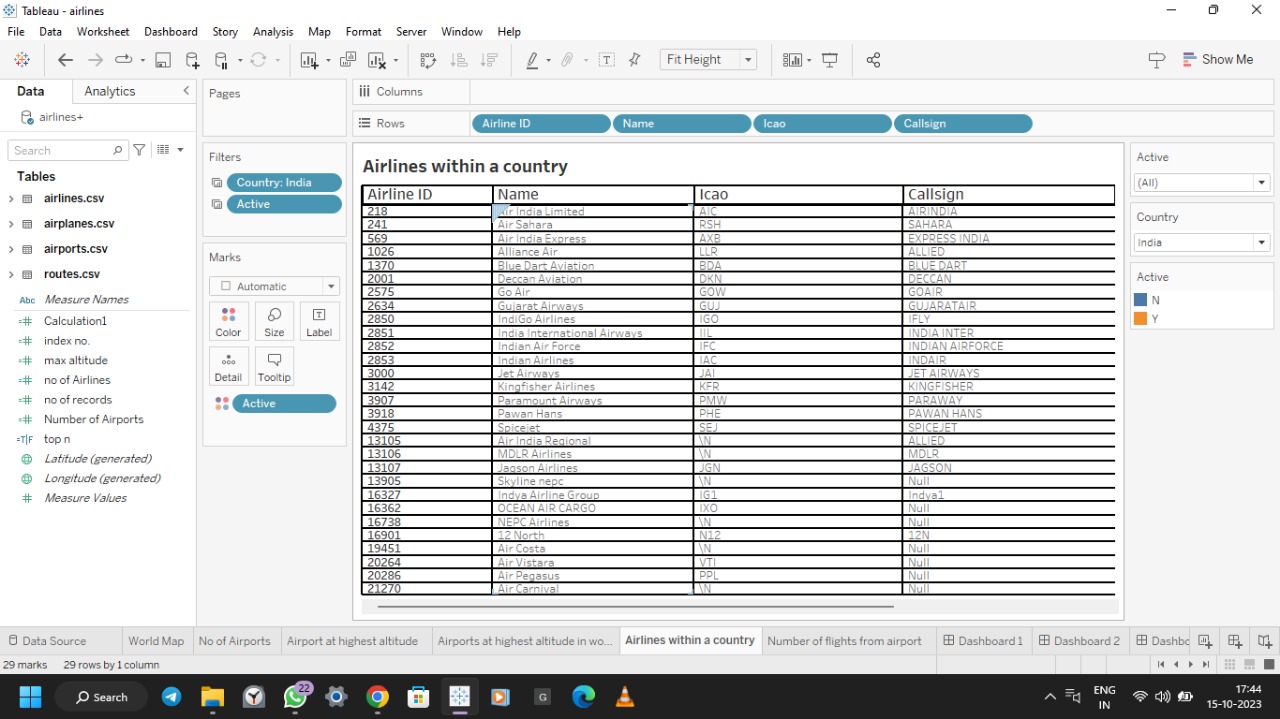 Tableau - airlines
File Data Worksheet Dashboard Story Analysis Map Format Server Window Help
Fit Height
Show Me
Data Analytics
airlines+
Search
Tables
airlines.csv
airplanes.csv
airports.csv
routes.csv
Abc Measure Names
Calculation1
index no.
max altitude
no of Airlines
no of records
Number of Airports
T|F top n
Latitude (generated)
Longitude (generated)
Measure Values
Pages
Filters
Country: India
Active
Marks
Automatic
Color Size Label
Detail Tooltip
Active
Columns
Rows Airline ID Name Icao Callsign
Airlines within a country
Airline ID Name Icao Callsign
218 Air India Limited AIC AIRINDIA
241 Air Sahara RSH SAHARA
569 Air India Express AXB EXPRESS INDIA
1026 Alliance Air LLR ALLIED
1370 Blue Dart Aviation BDA BLUE DART
2001 Deccan Aviation DKN DECCAN
2575 Go Air GOW GOAIR
2634 Gujarat Airways GUJ GUJARATAIR
2850 IndiGo Airlines IGO IFLY
2851 India International Airways IIL INDIA INTER
2852 Indian Air Force IFC INDIAN AIRFORCE
2853 Indian Airlines IAC INDAIR
3000 Jet Airways JAI JET AIRWAYS
3142 Kingfisher Airlines KFR KINGFISHER
3907 Paramount Airways PMW PARAWAY
3918 Pawan Hans PHE PAWAN HANS
4375 Spicejet SEJ SPICEJET
13105 Air India Regional \N ALLIED
13106 MDLR Airlines \N MDLR
13107 Jagson Airlines JGN JAGSON
13905 Skyline nepc \N Null
16327 Indya Airline Group IG1 Indya1
16362 OCEAN AIR CARGO IXO Null
16738 NEPC Airlines \N Null
16901 12 North N12 12N
19451 Air Costa \N Null
20264 Air Vistara VTI Null
20286 Air Pegasus PPL Null
21270 Air Carnival \N Null
Active
(All)
Country
India
Active
N
Y
Data Source World Map No of Airports Airport at highest altitude Airports at highest altitude in wo... Airlines within a country Number of flights from airport Dashboard 1 Dashboard 2 Dashbc
29 marks 29 rows by 1 column
Search
22
G
ENG
IN
17:44
15-10-2023